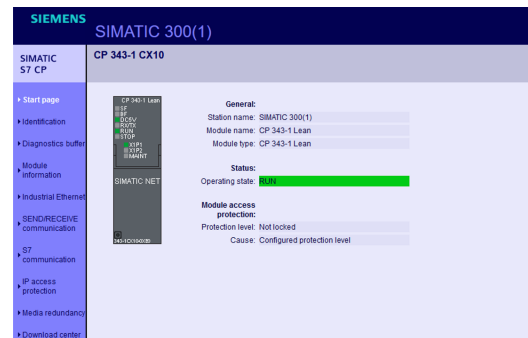 SIEMENS
SIMATIC 300(1)
SIMATIC
S7 CP
CP 343-1 CX10
Start page
Identification
Diagnostics buffer
Module
information
Industrial Ethernet
SEND/RECEIVE
communication
S7
communication
IP access
protection
Media redundancy
Download center
CP 343-1 Lean
SF
BF
DC5V
RX/TX
RUN
STOP
X1P1
X1P2
MAINT
SIMATIC NET
General:
Station name: SIMATIC 300(1)
Module name: CP 343-1 Lean
Module type: CP 343-1 Lean
Status:
Operating state: RUN
Module access
protection:
Protection level: Not locked
Cause: Configured protection level